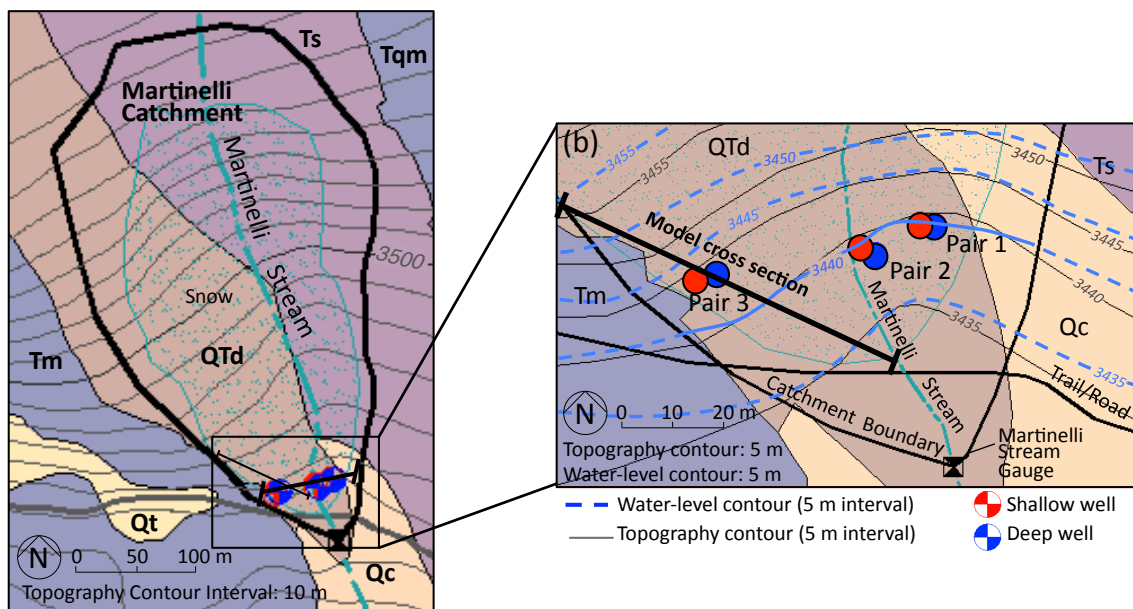 Ts
Tqm
Martinelli
Catchment
Martinelli
Stream
3500
Snow
QTd
Tm
Qt
Qc
N
0 50 100 m
Topography Contour Interval: 10 m
(b)
QTd
3455
3455
3450
3450
Ts
3445
3445
Model cross section
3440
3440
Pair 1
Pair 2
Pair 3
Tm
Martinelli
Stream
3435
3435
Qc
Trail/Road
Catchment Boundary
N
0 10 20 m
Martinelli
Stream
Gauge
Topography contour: 5 m
Water-level contour: 5 m
Water-level contour (5 m interval)
Topography contour (5 m interval)
Shallow well
Deep well